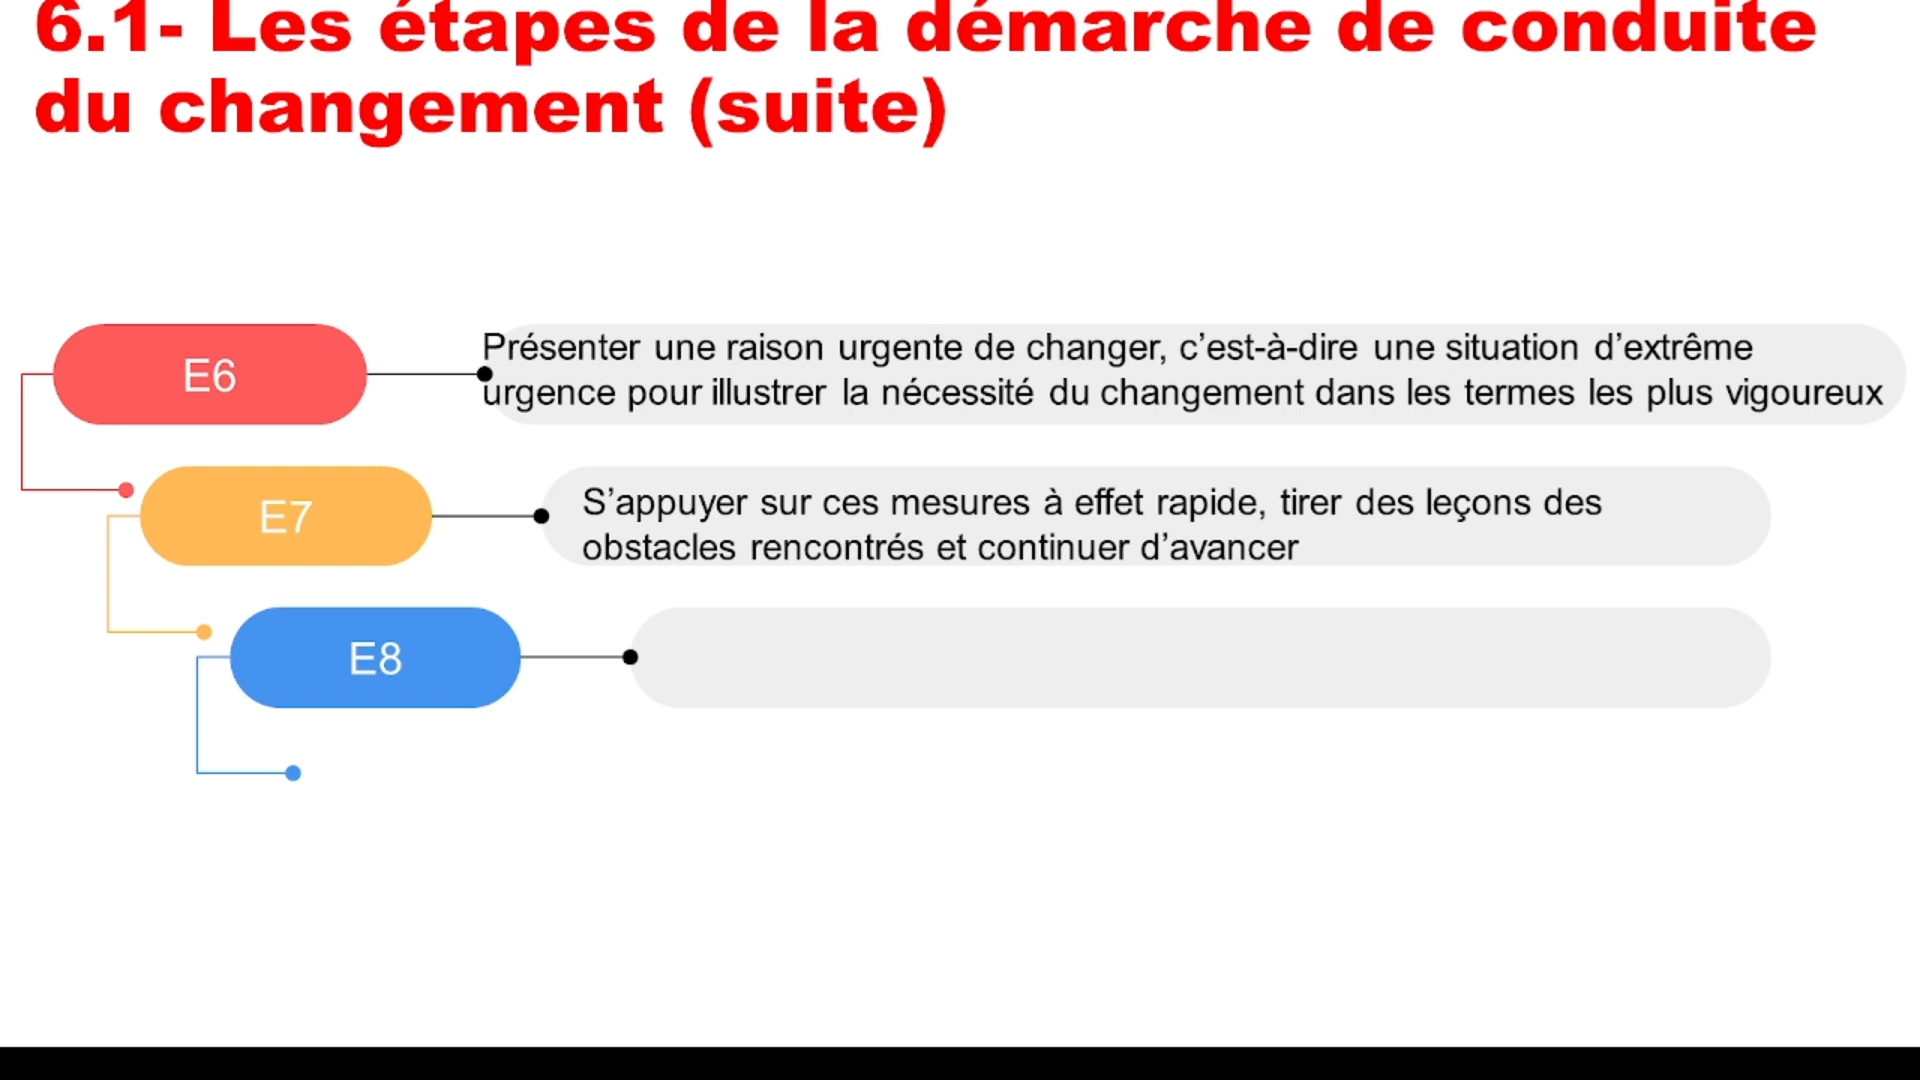 6.1- Les étapes de la démarche de conduite
du changement (suite)
E6
Présenter une raison urgente de changer, c’est-à-dire une situation d’extrême
urgence pour illustrer la nécessité du changement dans les termes les plus vigoureux
E7
S’appuyer sur ces mesures à effet rapide, tirer des leçons des
obstacles rencontrés et continuer d’avancer
E8